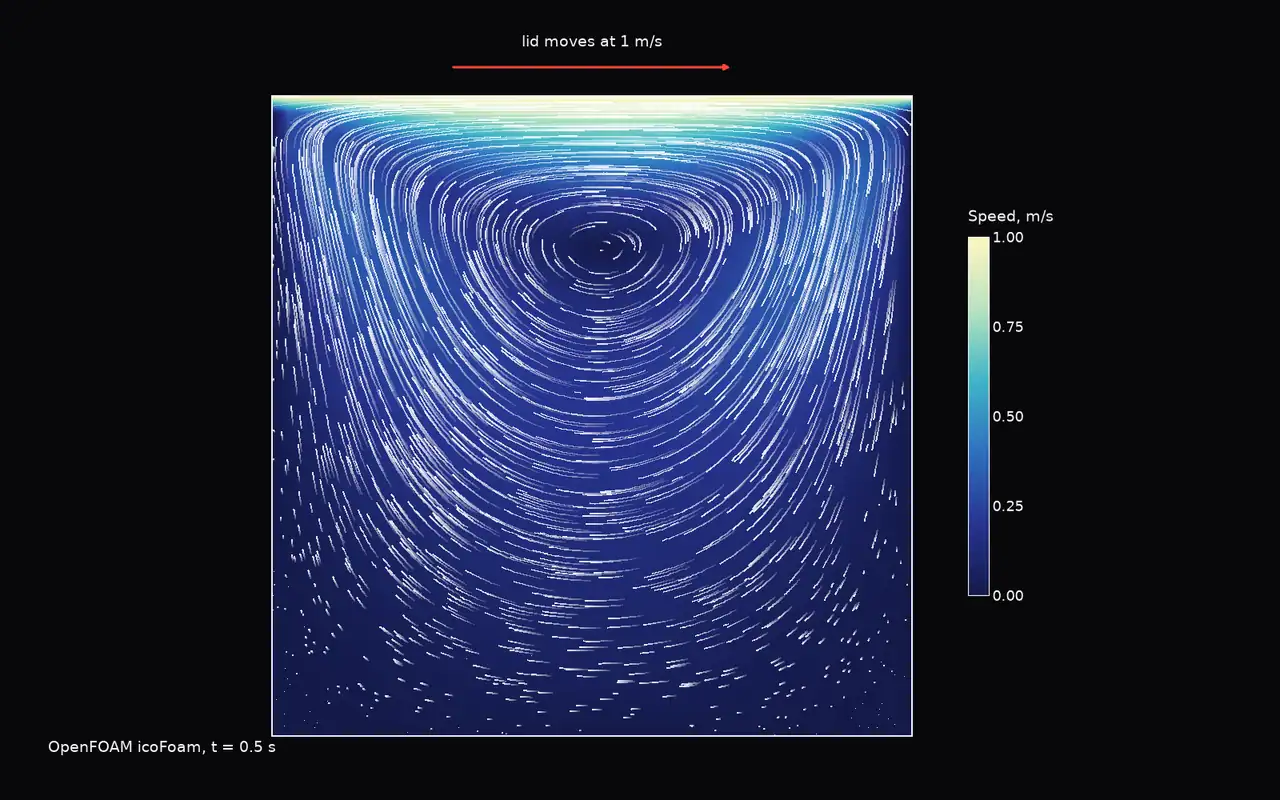 lid moves at 1 m/s
Speed, m/s
1.00
0.75
0.50
0.25
0.00
OpenFOAM icoFoam, t = 0.5 s